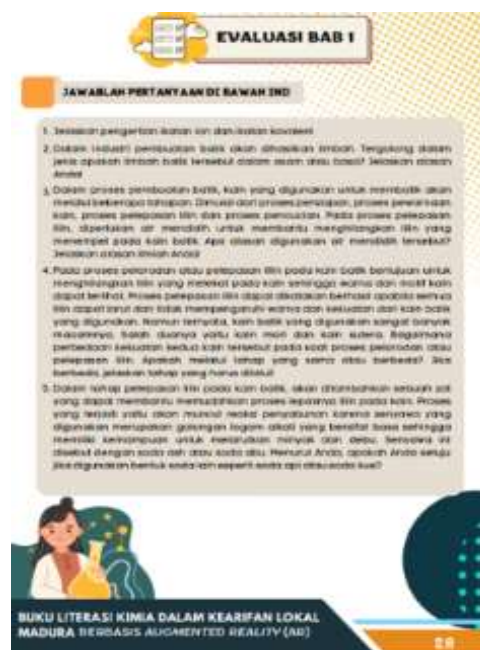 EVALUASI BAB 1
JAWABLAH PERTANYAAN DI BAWAH INI!
1. Jelaskan pengertian ikatan ion dan ikatan kovalen!
2. Dalam industri pembuatan batik akan dihasilkan limbah. Tergolong dalam
jenis apakah limbah batik tersebut dalam asam atau basa? Jelaskan alasan
Anda!
3. Dalam proses pembuatan batik, kain yang digunakan untuk membatik akan
melalui beberapa tahapan. Dimulai dari proses persiapan, proses pewarnaan
kain, proses pelepasan lilin dan proses pencucian. Pada proses pelepasan
lilin, diperlukan air mendidih untuk membantu menghilangkan lilin yang
menempel pada kain batik. Apa alasan digunakan air mendidih tersebut?
Jelaskan alasan ilmiah Anda!
4. Pada proses pelorodan atau pelepasan lilin pada kain batik bertujuan untuk
menghilangkan lilin yang melekat pada kain sehingga warna dan motif kain
dapat terlihat. Proses pelepasan lilin dapat dikatakan berhasil apabila semua
lilin dapat larut dan tidak mempengaruhi warna dan kekuatan dari kain batik
yang digunakan. Namun ternyata, kain batik yang digunakan sangat banyak
macamnya. Salah duanya yaitu kain mori dan kain sutera. Bagaimana
perbedaan kekuatan kedua kain tersebut pada saat proses pelorodan atau
pelepasan lilin. Apakah melalui tahap yang sama atau berbeda? Jika
berbeda, jelaskan tahap yang harus dilalui!
5. Dalam tahap pelepasan lilin pada kain batik, akan ditambahkan sebuah zat
yang dapat membantu memudahkan proses lepasnya lilin pada kain. Proses
yang terjadi yaitu akan muncul reaksi penyabunan karena senyawa yang
digunakan merupakan golongan logam alkali yang bersifat basa sehingga
memiliki kemampuan untuk melarutkan minyak dan debu. Senyawa ini
disebut dengan soda ash atau soda abu. Menurut Anda, apakah Anda setuju
jika digunakan bentuk soda lain seperti soda api atau soda kue?
BUKU LITERASI KIMIA DALAM KEARIFAN LOKAL
MADURA BERBASIS AUGMENTED REALITY (AR)
28